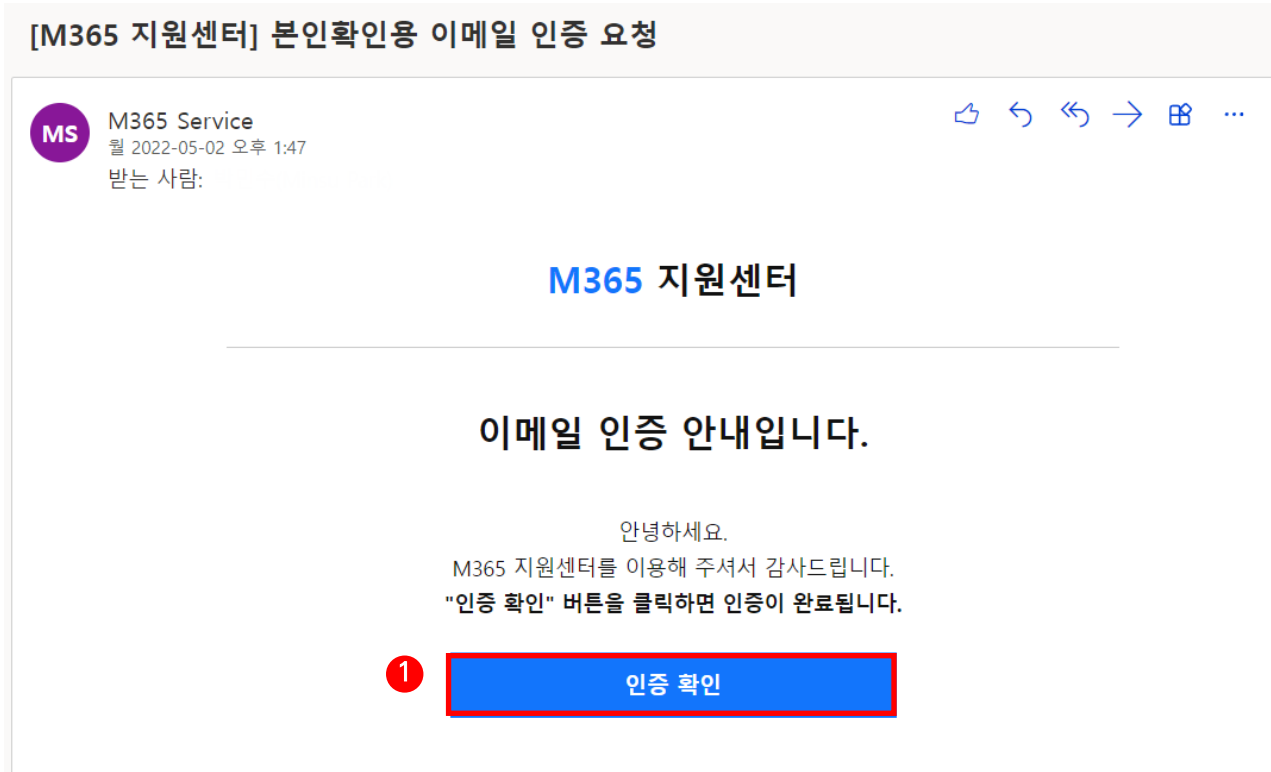 [M365 지원센터] 본인확인용 이메일 인증 요청
MS
M365 Service
월 2022-05-02 오후 1:47
받는 사람:
M365 지원센터
이메일 인증 안내입니다.
안녕하세요.
M365 지원센터를 이용해 주셔서 감사드립니다.
"인증 확인" 버튼을 클릭하면 인증이 완료됩니다.
1
인증 확인